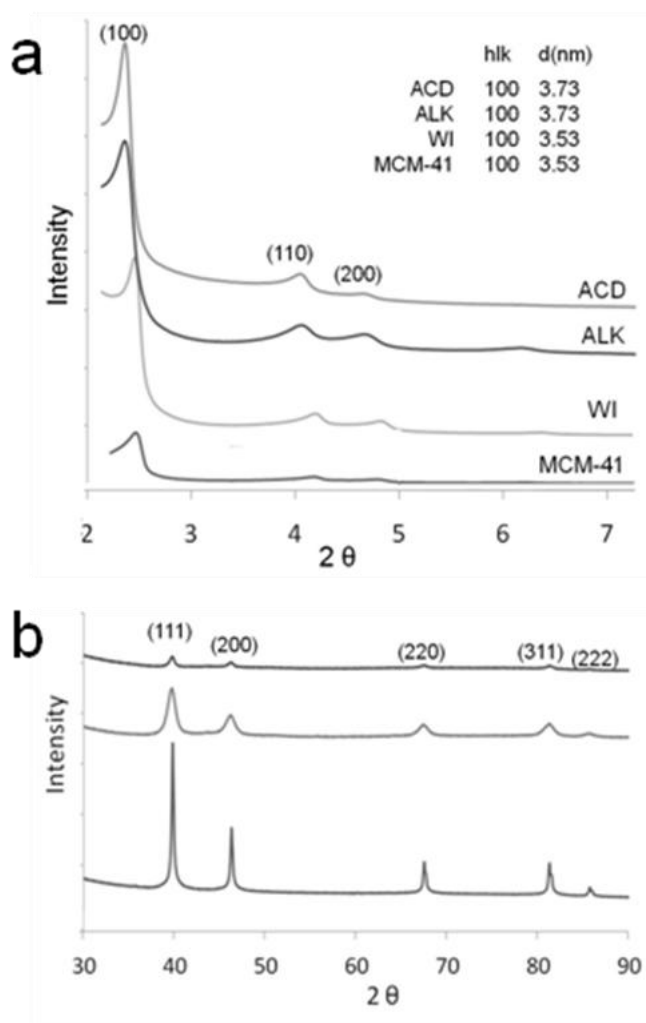 a
(100)
hlk d(nm)
ACD 100 3.73
ALK 100 3.73
WI 100 3.53
MCM-41 100 3.53
Intensity
(110)
(200)
ACD
ALK
WI
MCM-41
2 3 4 5 6 7
2 θ
b
(111)
(200)
(220)
(311)
(222)
Intensity
30 40 50 60 70 80 90
2 θ